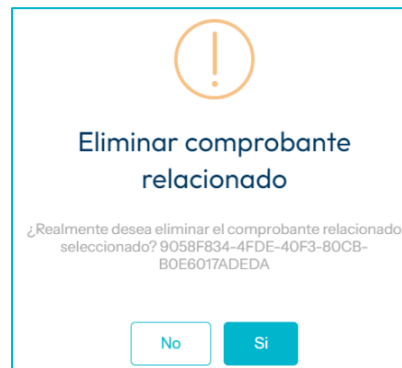 Eliminar comprobante
relacionado
¿Realmente desea eliminar el comprobante relacionado
seleccionado? 9058F834-4FDE-40F3-80CB-
B0E6017ADEDA
No
Si